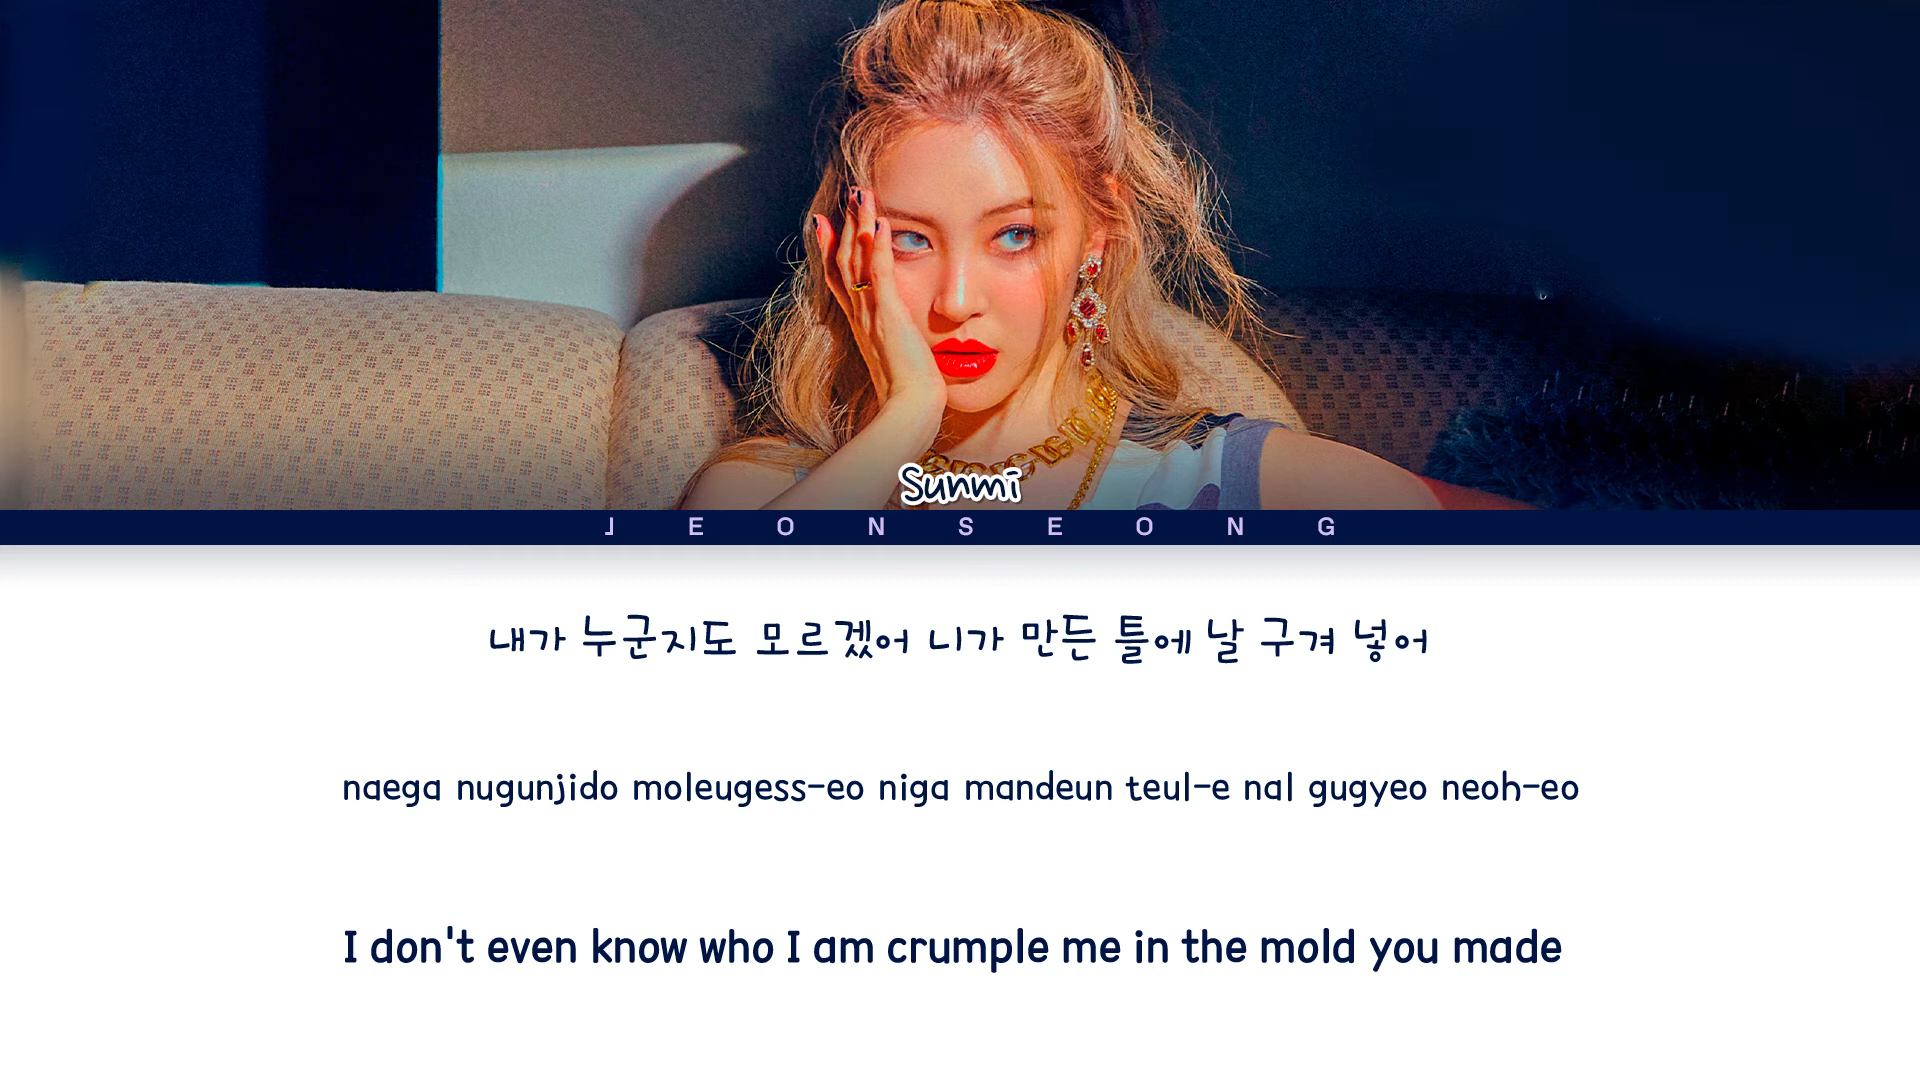 Sunmi
JEONSEONG
내가 누군지도 모르겠어 니가 만든 틀에 날 구겨 넣어
naega nugunjido moleugess-eo niga mandeun teul-e nal gugyeo neoh-eo
I don't even know who I am crumple me in the mold you made